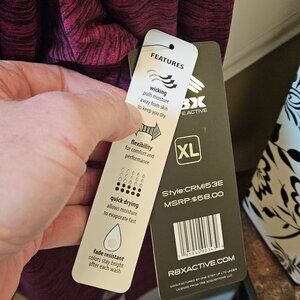 FEATURES
wicking
pulls moisture
away from skin
to keep you dry
flexibility
for comfort and
performance
quick drying
allows moisture
to evaporate fast
fade resistant
colors stay bright
after each wash
BX
ACTIVE
XL
Style:CRM153E
MSRP:$58.00
RBXACTIVE.COM